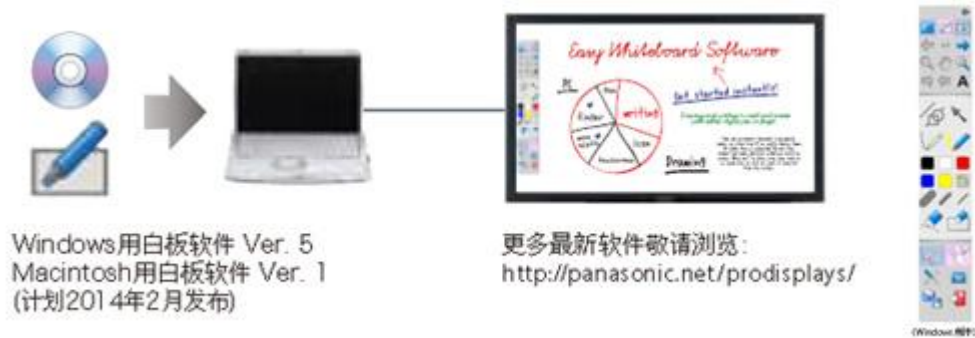 Easy Whiteboard Software
PC
Get started instantly!
writing
Drawing
A
Windows用白板软件 Ver. 5
Macintosh用白板软件 Ver. 1
(计划2014年2月发布)
更多最新软件敬请浏览:
http://panasonic.net/prodisplays/